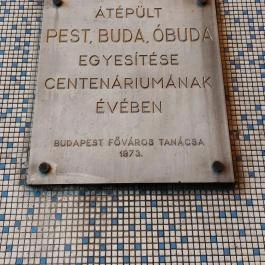 ÁTÉPÜLT
PEST, BUDA, ÓBUDA
EGYESÍTÉSE
CENTENÁRIUMÁNAK
ÉVÉBEN
BUDAPEST FŐVÁROS TANÁCSA
1973.